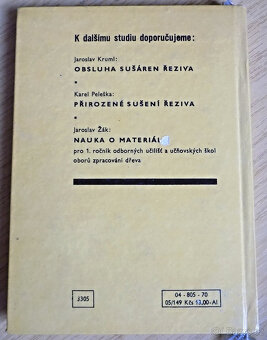 K dalšímu studiu doporučujeme:
Jaroslav Kruml:
OBSLUHA SUŠÁREN ŘEZIVA
Karel Peleška:
PŘIROZENÉ SUŠENÍ ŘEZIVA
Jaroslav Žák:
NAUKA O MATERIÁL
pro 1. ročník odborných učilišť a učňovských škol
oborů zpracování dřeva
3305
04 - 805 - 70
05/149 Kčs 13,00-AI